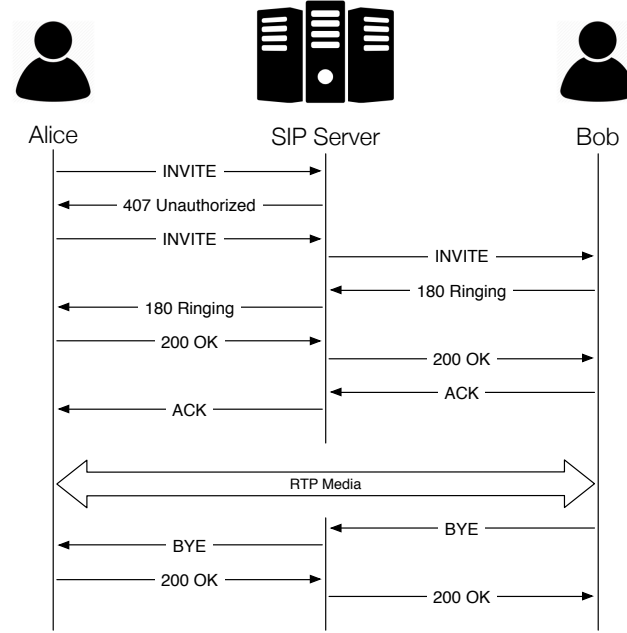 Alice
SIP Server
Bob
INVITE
407 Unauthorized
INVITE
INVITE
180 Ringing
180 Ringing
200 OK
200 OK
ACK
ACK
RTP Media
BYE
BYE
200 OK
200 OK